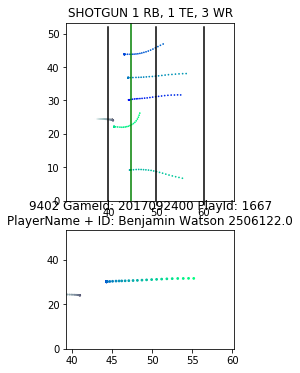 SHOTGUN 1 RB, 1 TE, 3 WR
50
40
30
20
10
0
40 50 60
9402 GameId: 2017092400 PlayId: 1667
PlayerName + ID: Benjamin Watson 2506122.0
40
20
0
40 45 50 55 60